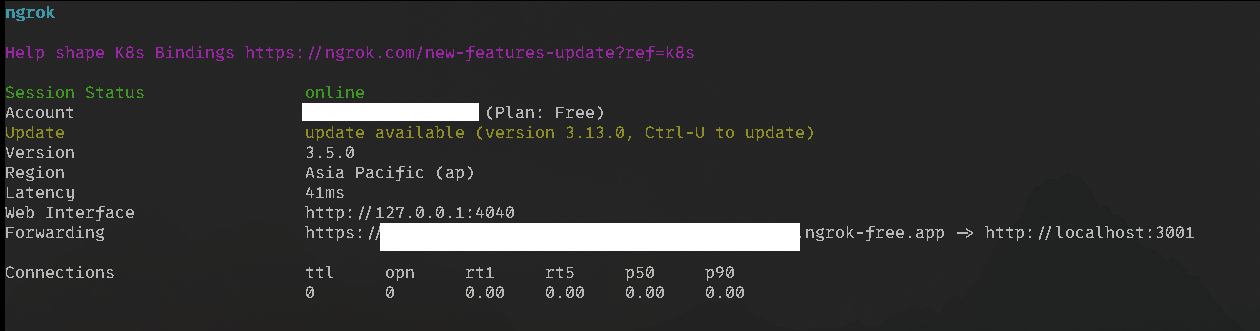 ngrok
Help shape K8s Bindings https://ngrok.com/new-features-update?ref=k8s
Session Status online
Account (Plan: Free)
Update update available (version 3.13.0, Ctrl-U to update)
Version 3.5.0
Region Asia Pacific (ap)
Latency 41ms
Web Interface http://127.0.0.1:4040
Forwarding https:// .ngrok-free.app -> http://localhost:3001
Connections ttl opn rt1 rt5 p50 p90
0 0 0.00 0.00 0.00 0.00